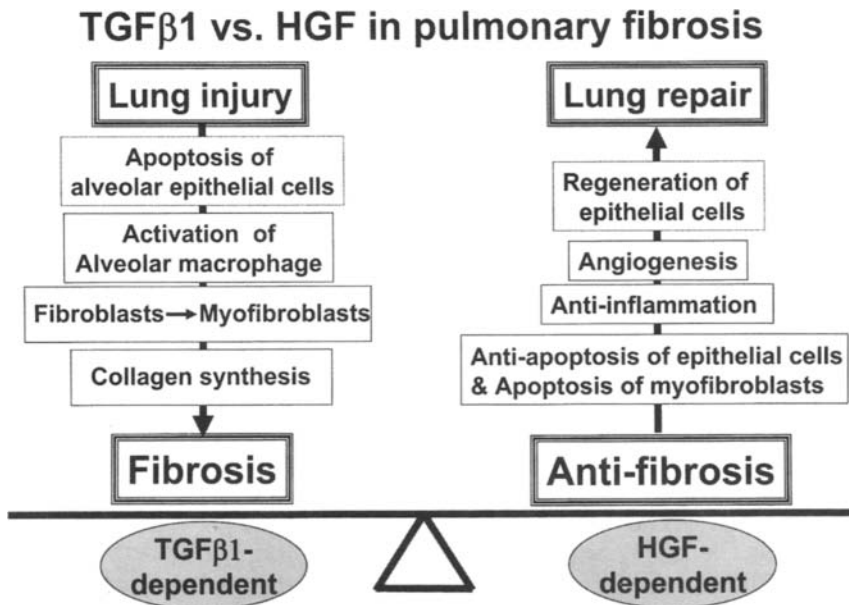 TGFβ1 vs. HGF in pulmonary fibrosis
Lung injury
Apoptosis of
alveolar epithelial cells
Activation of
Alveolar macrophage
Fibroblasts→Myofibroblasts
Collagen synthesis
Fibrosis
TGFβ1-
dependent
Lung repair
Regeneration of
epithelial cells
Angiogenesis
Anti-inflammation
Anti-apoptosis of epithelial cells
& Apoptosis of myofibroblasts
Anti-fibrosis
HGF-
dependent